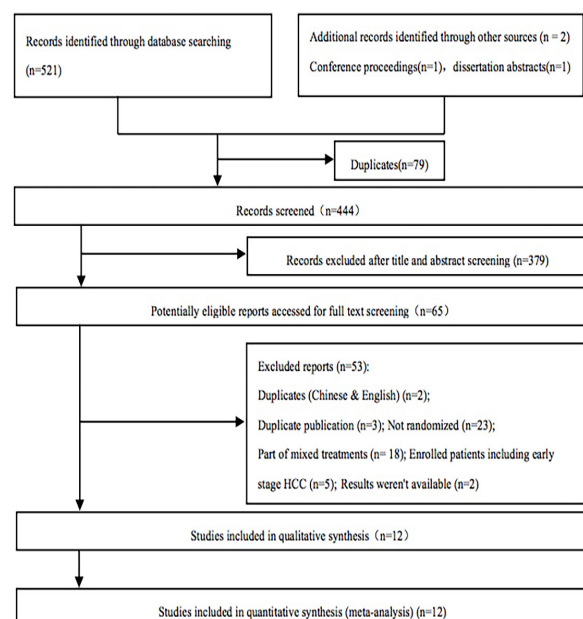 Records identified through database searching
(n=521)
Additional records identified through other sources (n = 2)
Conference proceedings(n=1), dissertation abstracts(n=1)
Duplicates(n=79)
Records screened（n=444）
Records excluded after title and abstract screening (n=379)
Potentially eligible reports accessed for full text screening（n=65）
Excluded reports (n=53):
Duplicates (Chinese & English) (n=2);
Duplicate publication (n=3); Not randomized (n=23);
Part of mixed treatments (n= 18); Enrolled patients including early
stage HCC (n=5); Results weren't available (n=2)
Studies included in qualitative synthesis（n=12）
Studies included in quantitative synthesis (meta-analysis) (n=12)